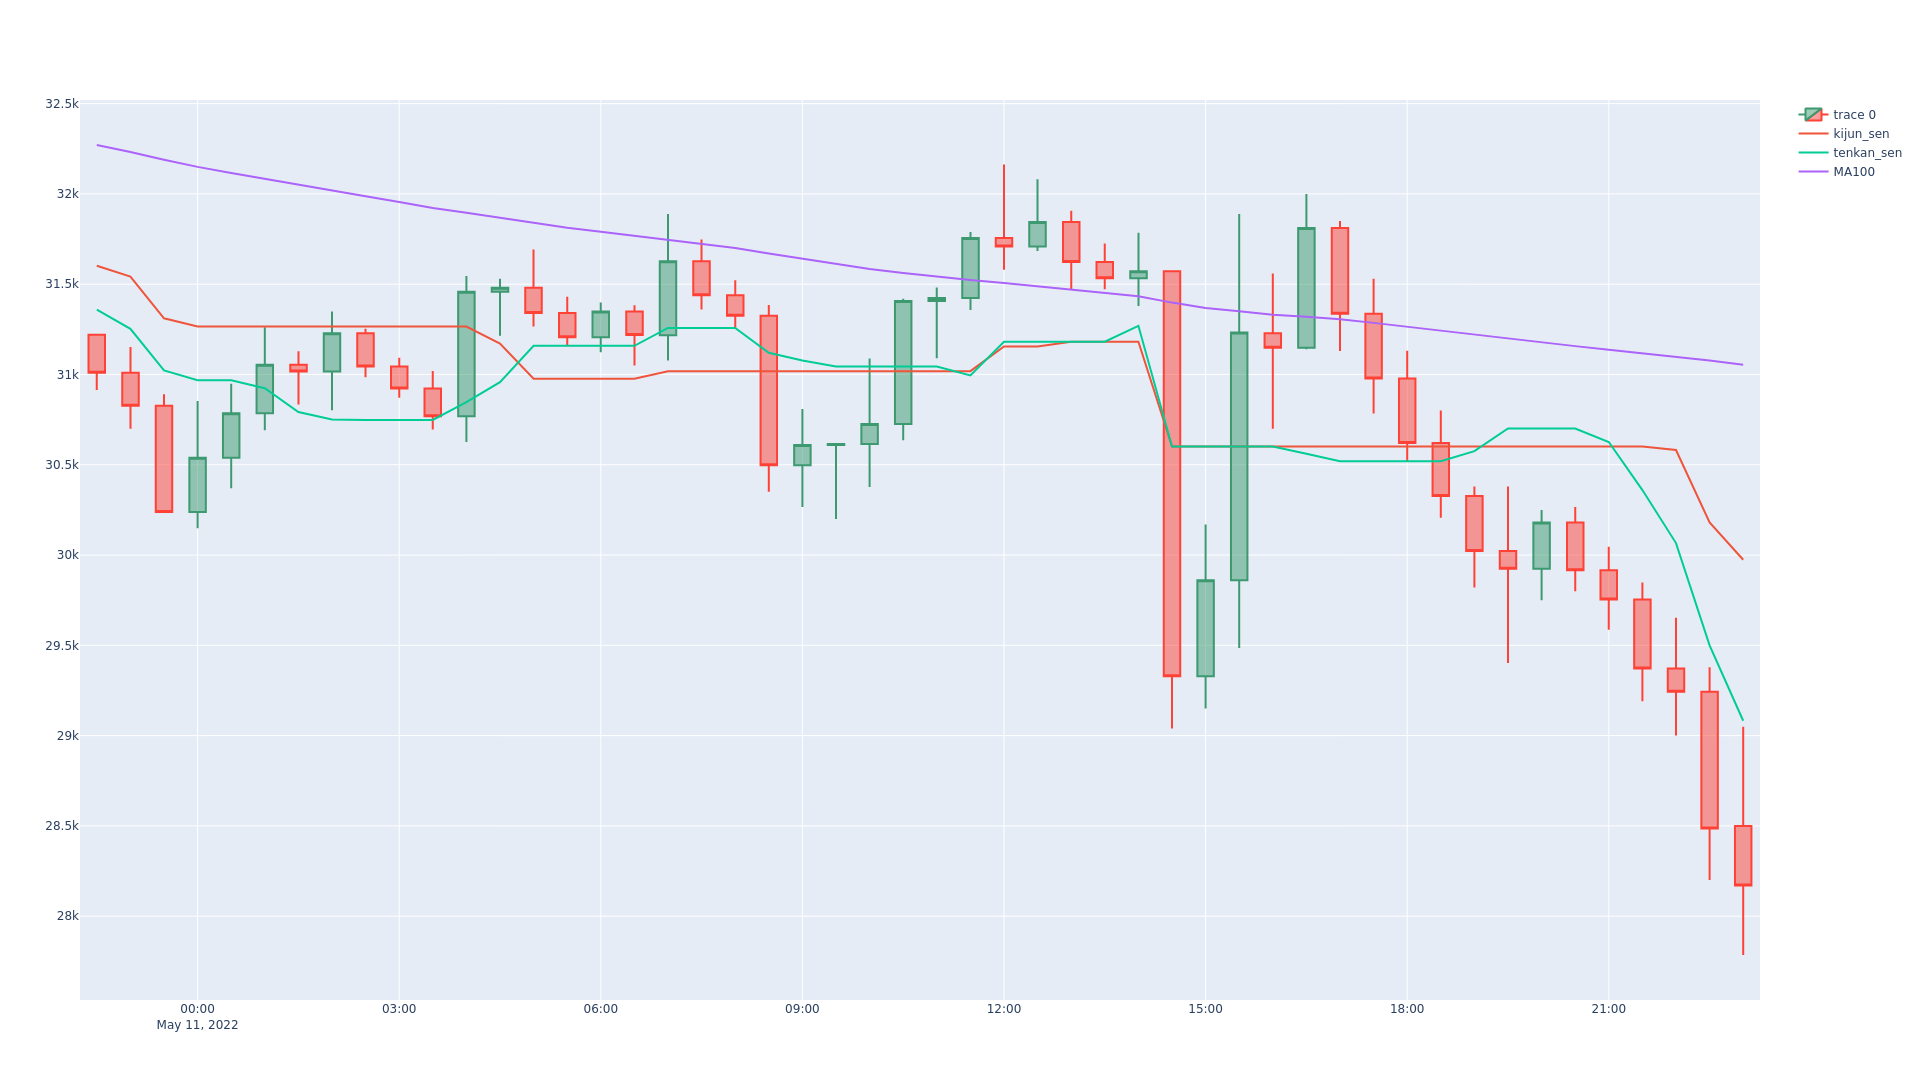 32.5k
32k
31.5k
31k
30.5k
30k
29.5k
29k
28.5k
28k
00:00
May 11, 2022
03:00
06:00
09:00
12:00
15:00
18:00
21:00
trace 0
kijun_sen
tenkan_sen
MA100